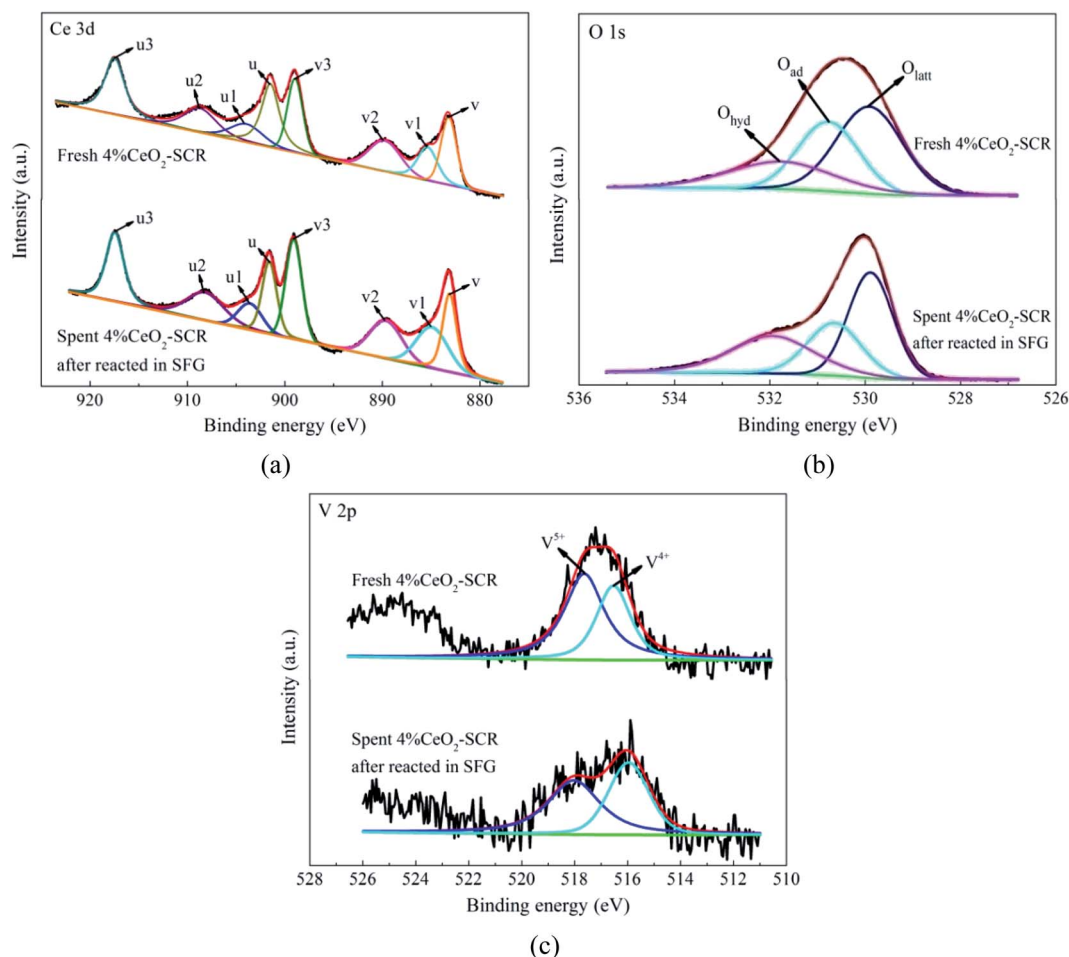 Ce 3d
u3
u2
u1
u
v3
v2
v1
v
Fresh 4%CeO₂-SCR
u3
u2
u1
u
v3
v2
v1
v
Spent 4%CeO₂-SCR
after reacted in SFG
Intensity (a.u.)
920 910 900 890 880
Binding energy (eV)
(a)
O 1s
O_hyd
O_ad
O_latt
Fresh 4%CeO₂-SCR
Spent 4%CeO₂-SCR
after reacted in SFG
Intensity (a.u.)
536 534 532 530 528 526
Binding energy (eV)
(b)
V 2p
V⁵⁺
V⁴⁺
Fresh 4%CeO₂-SCR
Spent 4%CeO₂-SCR
after reacted in SFG
Intensity (a.u.)
528 526 524 522 520 518 516 514 512 510
Binding energy (eV)
(c)